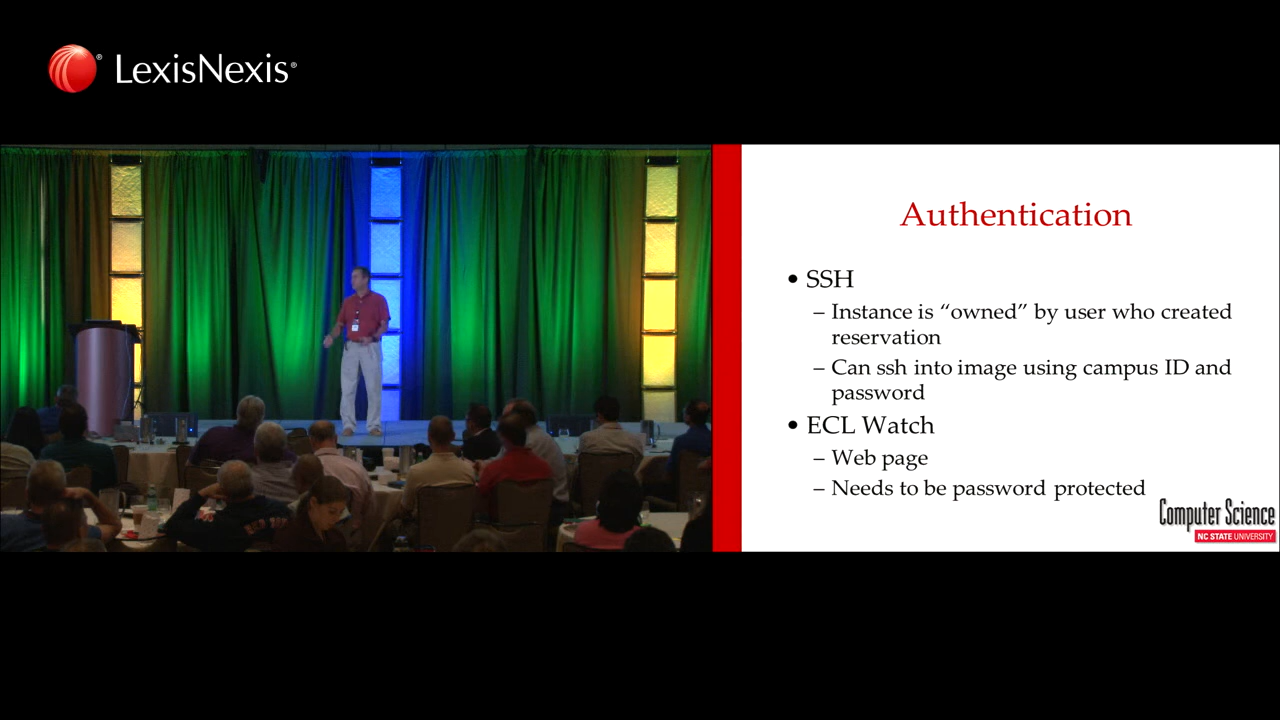 LexisNexis®
Authentication
• SSH
– Instance is “owned” by user who created
reservation
– Can ssh into image using campus ID and
password
• ECL Watch
– Web page
– Needs to be password protected
Computer Science
NC STATE UNIVERSITY